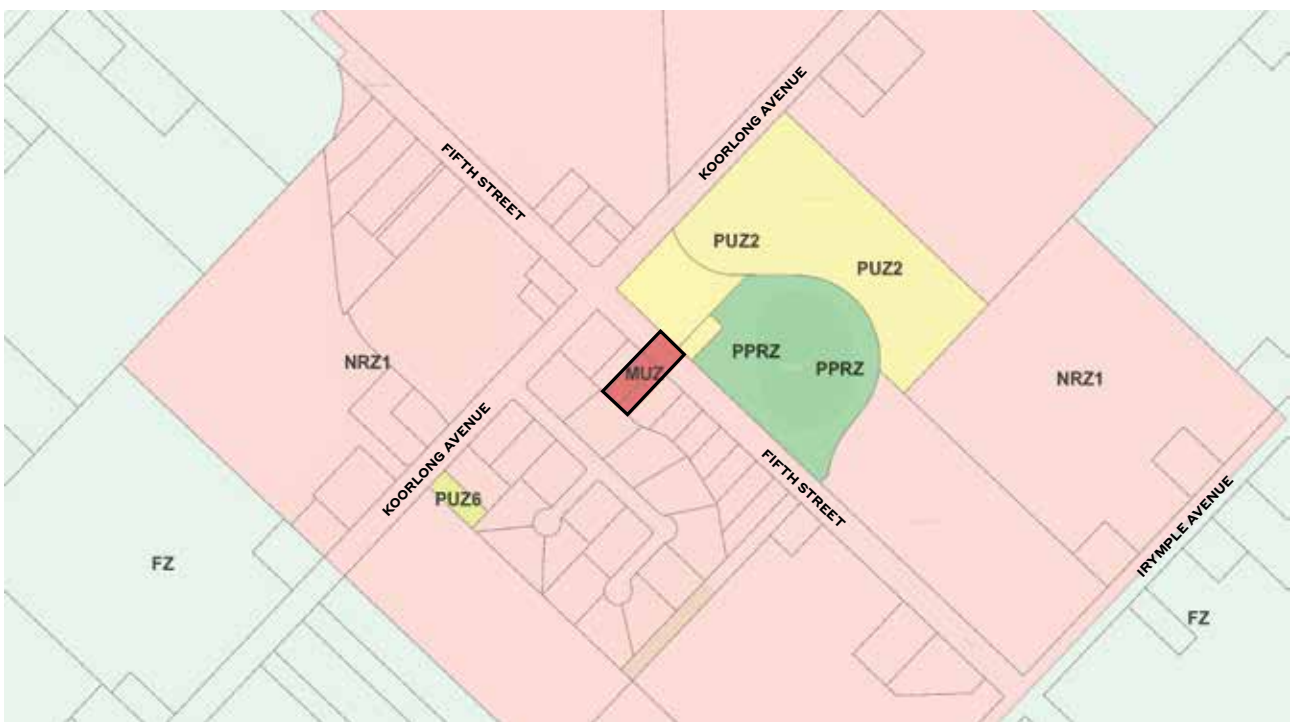 KOORLONG AVENUE
FIFTH STREET
PUZ2
PUZ2
PPRZ
PPRZ
NRZ1
MUZ
NRZ1
KOORLONG AVENUE
FIFTH STREET
PUZ6
IRYMPLE AVENUE
FZ
FZ